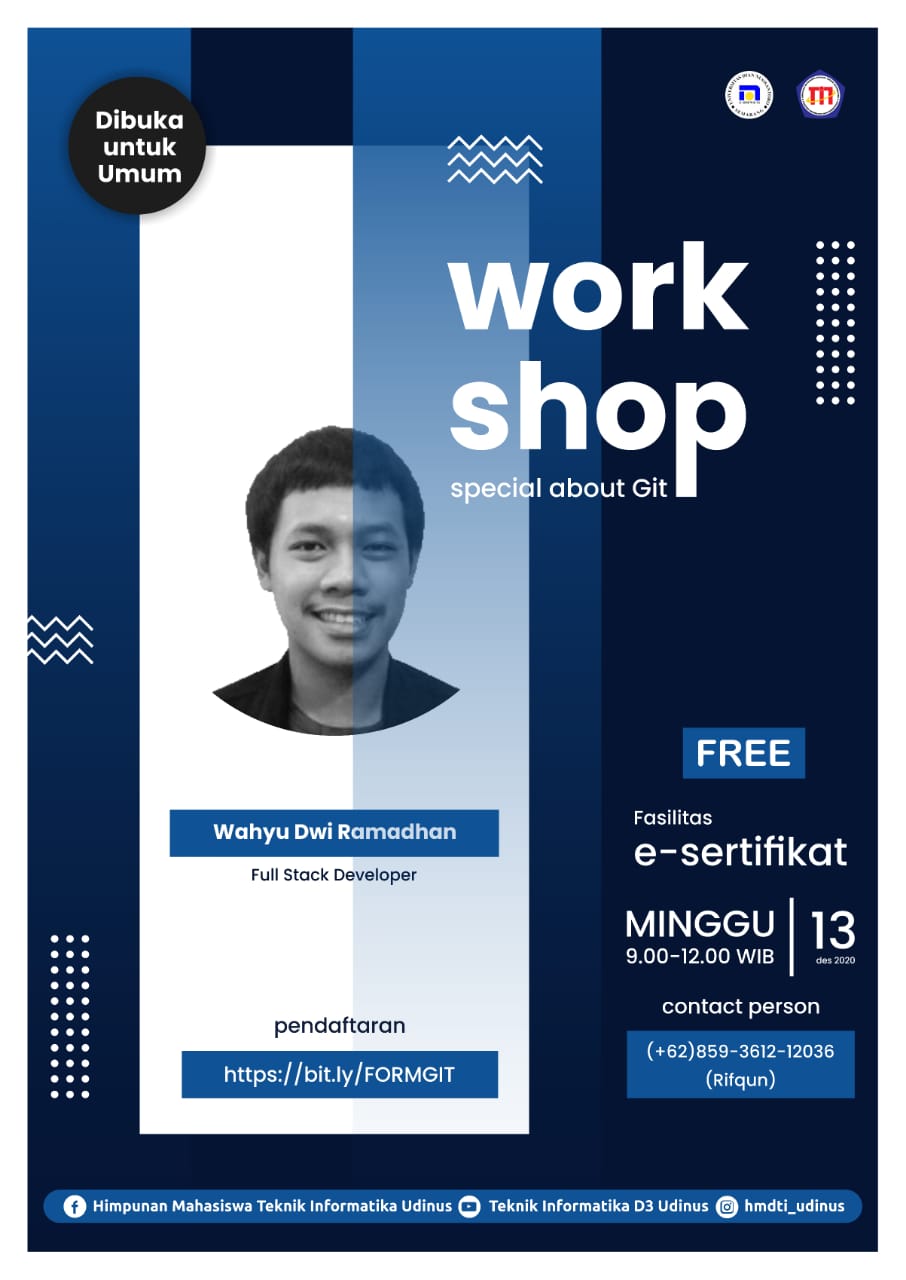 Dibuka
untuk
Umum
work
shop
special about Git
Wahyu Dwi Ramadhan
Full Stack Developer
pendaftaran
https://bit.ly/FORMGIT
FREE
Fasilitas
e-sertifikat
MINGGU
9.00-12.00 WIB
13
des 2020
contact person
(+62)859-3612-12036
(Rifqun)
Himpunan Mahasiswa Teknik Informatika Udinus
Teknik Informatika D3 Udinus
hmdti_udinus